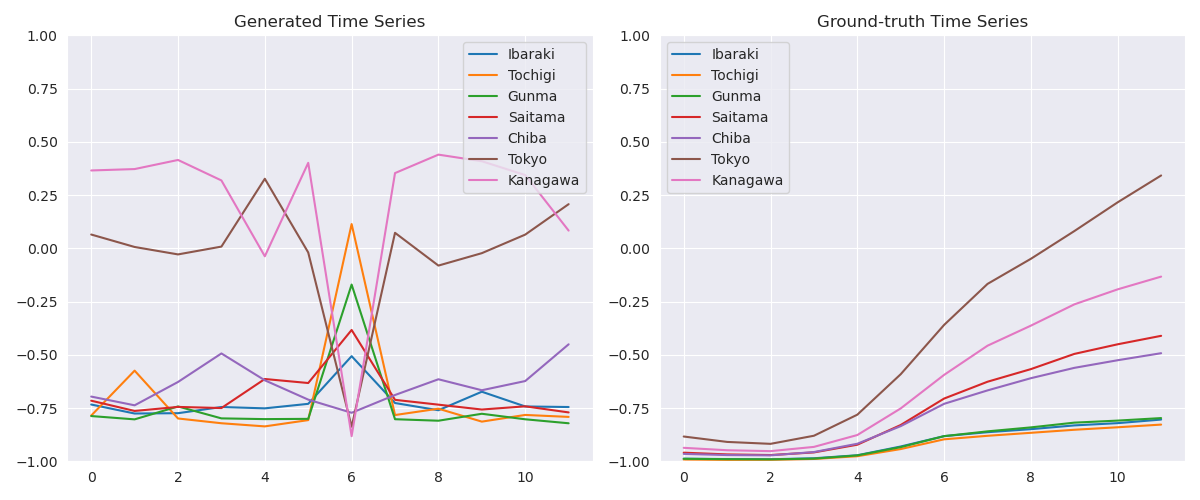 Generated Time Series
1.00
0.75
0.50
0.25
0.00
−0.25
−0.50
−0.75
−1.00
0 2 4 6 8 10
Ibaraki
Tochigi
Gunma
Saitama
Chiba
Tokyo
Kanagawa
Ground-truth Time Series
1.00
0.75
0.50
0.25
0.00
−0.25
−0.50
−0.75
−1.00
0 2 4 6 8 10
Ibaraki
Tochigi
Gunma
Saitama
Chiba
Tokyo
Kanagawa